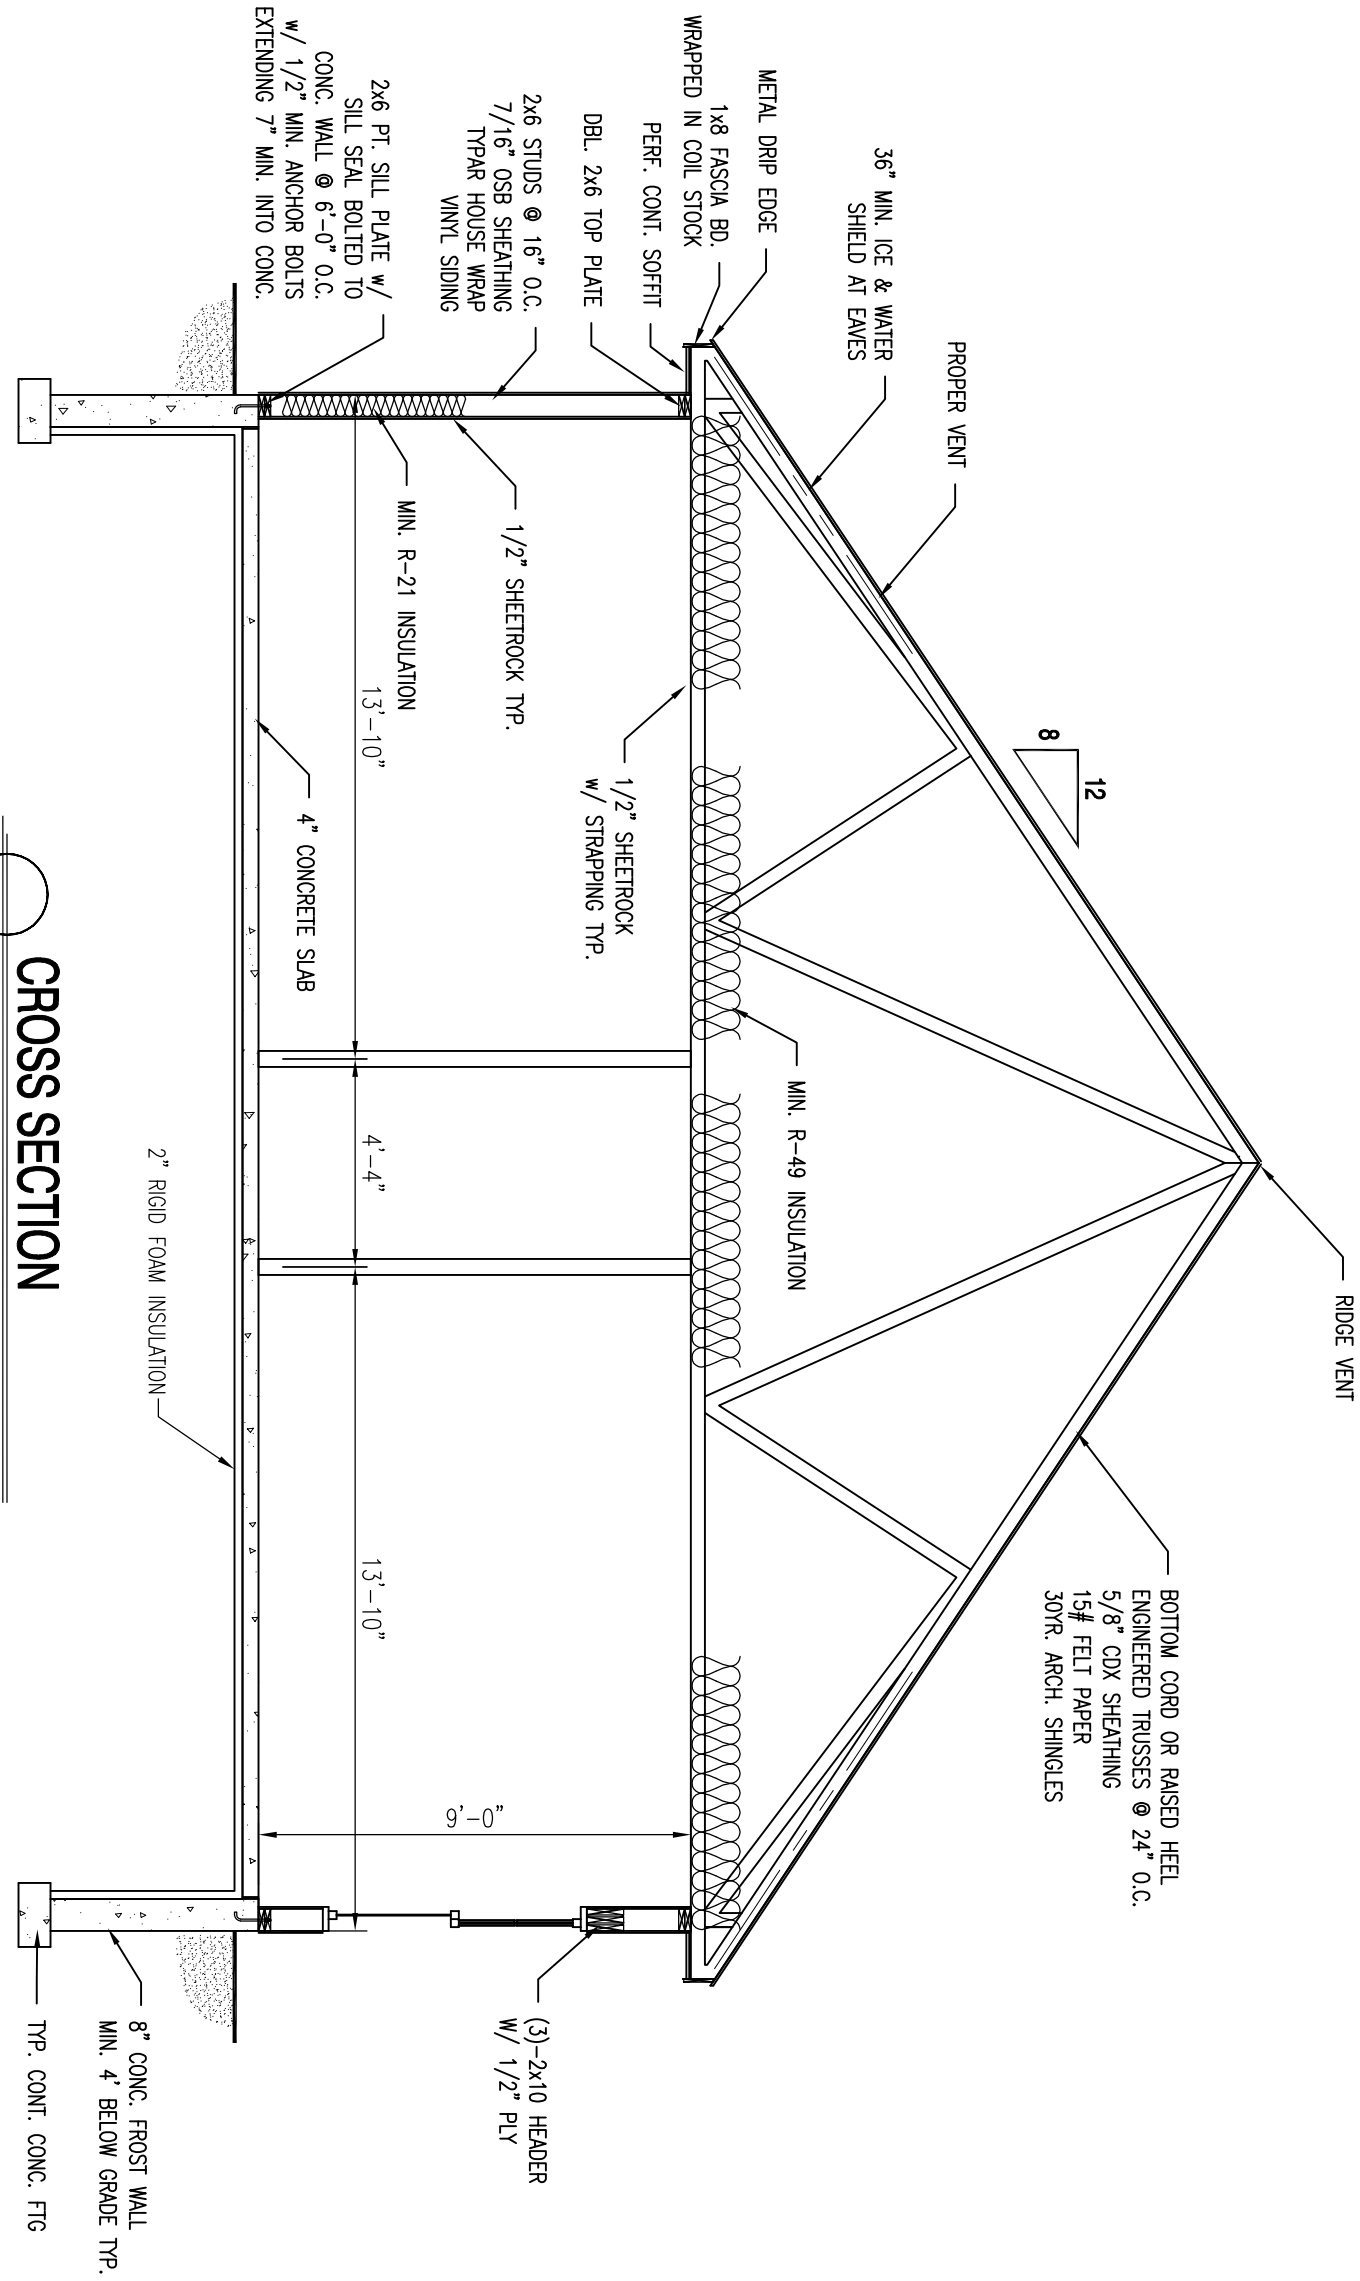 RIDGE VENT
PROPER VENT
36" MIN. ICE & WATER
SHIELD AT EAVES
METAL DRIP EDGE
1x8 FASCIA BD.
WRAPPED IN COIL STOCK
PERF. CONT. SOFFIT
DBL. 2x6 TOP PLATE
2x6 STUDS @ 16" O.C.
7/16" OSB SHEATHING
TYPAR HOUSE WRAP
VINYL SIDING
2x6 PT. SILL PLATE w/
SILL SEAL BOLTED TO
CONC. WALL @ 6'-0" O.C.
w/ 1/2" MIN. ANCHOR BOLTS
EXTENDING 7" MIN. INTO CONC.
12
8
BOTTOM CORD OR RAISED HEEL
ENGINEERED TRUSSES @ 24" O.C.
5/8" CDX SHEATHING
15# FELT PAPER
30YR. ARCH. SHINGLES
MIN. R-49 INSULATION
1/2" SHEETROCK
w/ STRAPPING TYP.
1/2" SHEETROCK TYP.
MIN. R-21 INSULATION
13'-10"
4'-4"
13'-10"
9'-0"
(3)-2x10 HEADER
W/ 1/2" PLY
4" CONCRETE SLAB
2" RIGID FOAM INSULATION
8" CONC. FROST WALL
MIN. 4' BELOW GRADE TYP.
TYP. CONT. CONC. FTG
CROSS SECTION